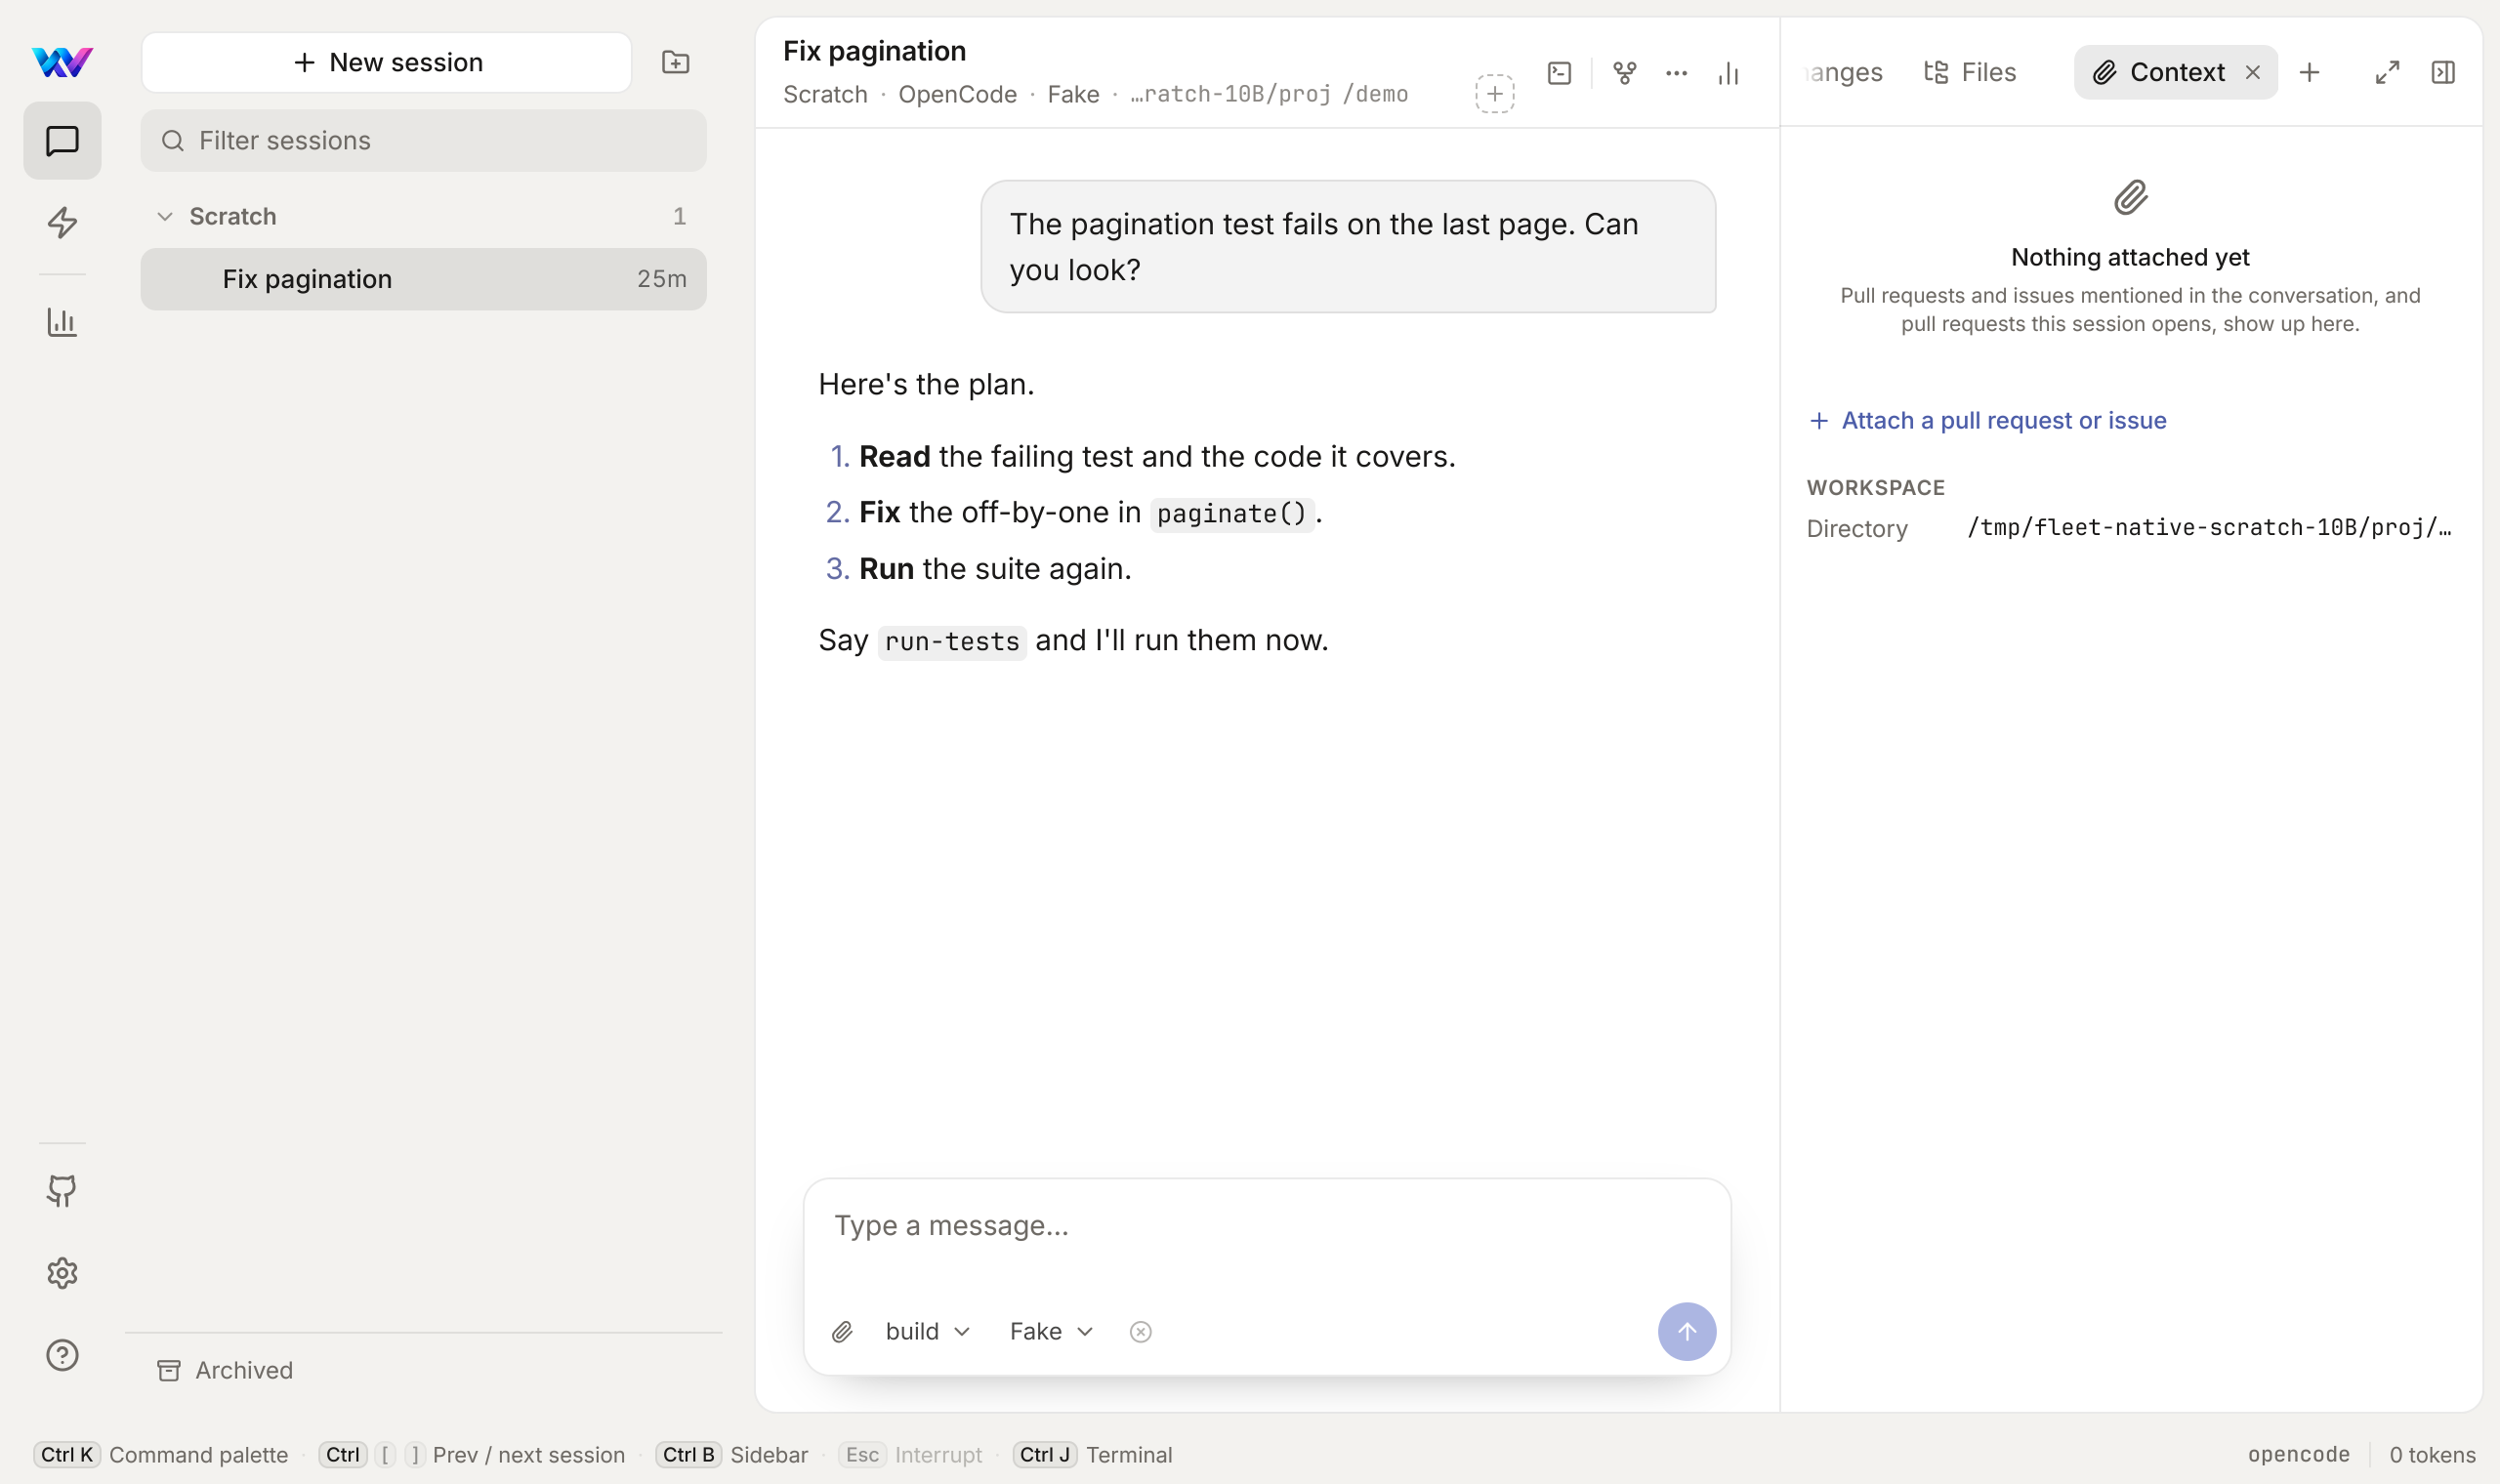 New session
Filter sessions
Scratch 1
Fix pagination 25m
Archived
Fix pagination
Scratch · OpenCode · Fake · …ratch-10B/proj /demo
The pagination test fails on the last page. Can
you look?
Here's the plan.
1. Read the failing test and the code it covers.
2. Fix the off-by-one in paginate().
3. Run the suite again.
Say run-tests and I'll run them now.
Type a message...
build Fake
anges Files Context
Nothing attached yet
Pull requests and issues mentioned in the conversation, and
pull requests this session opens, show up here.
Attach a pull request or issue
WORKSPACE
Directory /tmp/fleet-native-scratch-10B/proj/…
Ctrl K Command palette · Ctrl [ ] Prev / next session · Ctrl B Sidebar · Esc Interrupt · Ctrl J Terminal
opencode 0 tokens